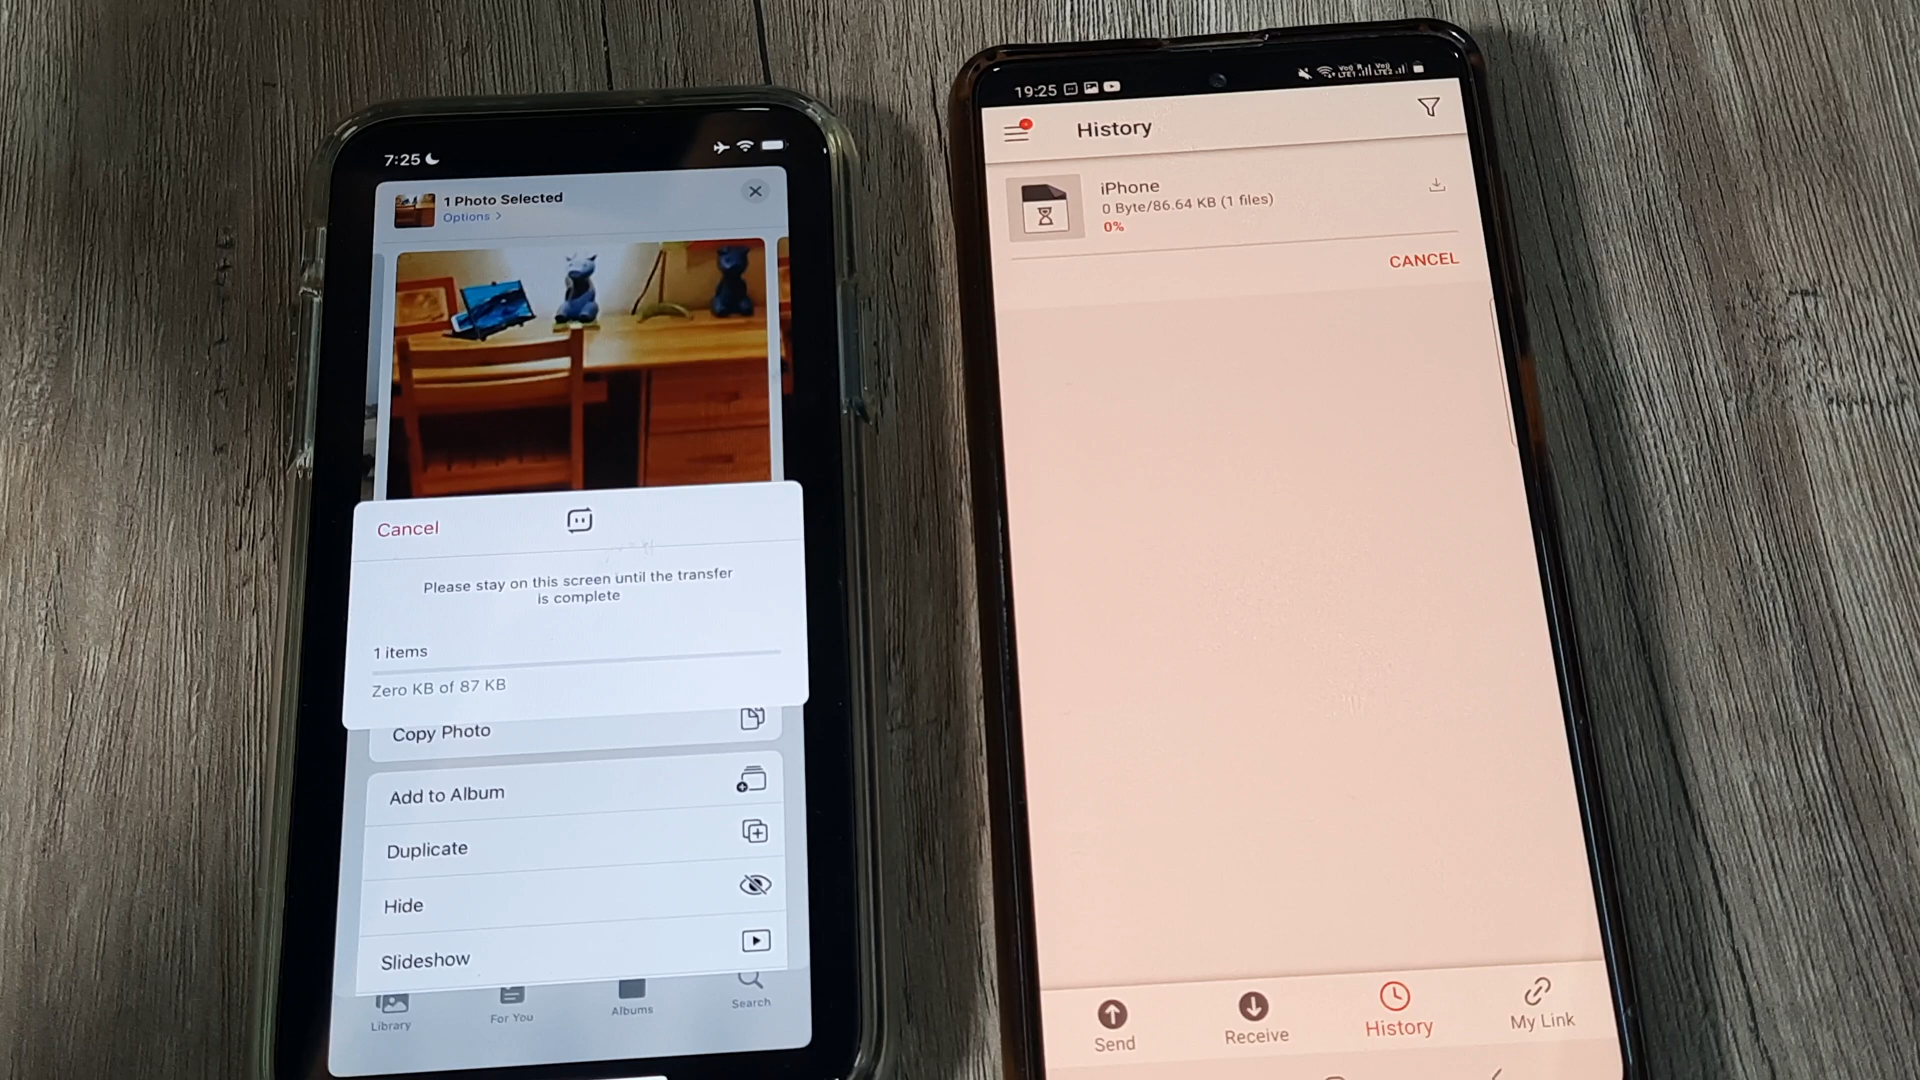 7:25
1 Photo Selected
Options >
Cancel
Please stay on this screen until the transfer
is complete
1 items
Zero KB of 87 KB
Copy Photo
Add to Album
Duplicate
Hide
Slideshow
Library
For You
Albums
Search
19:25
History
iPhone
0 Byte/86.64 KB (1 files)
0%
CANCEL
Send
Receive
History
My Link